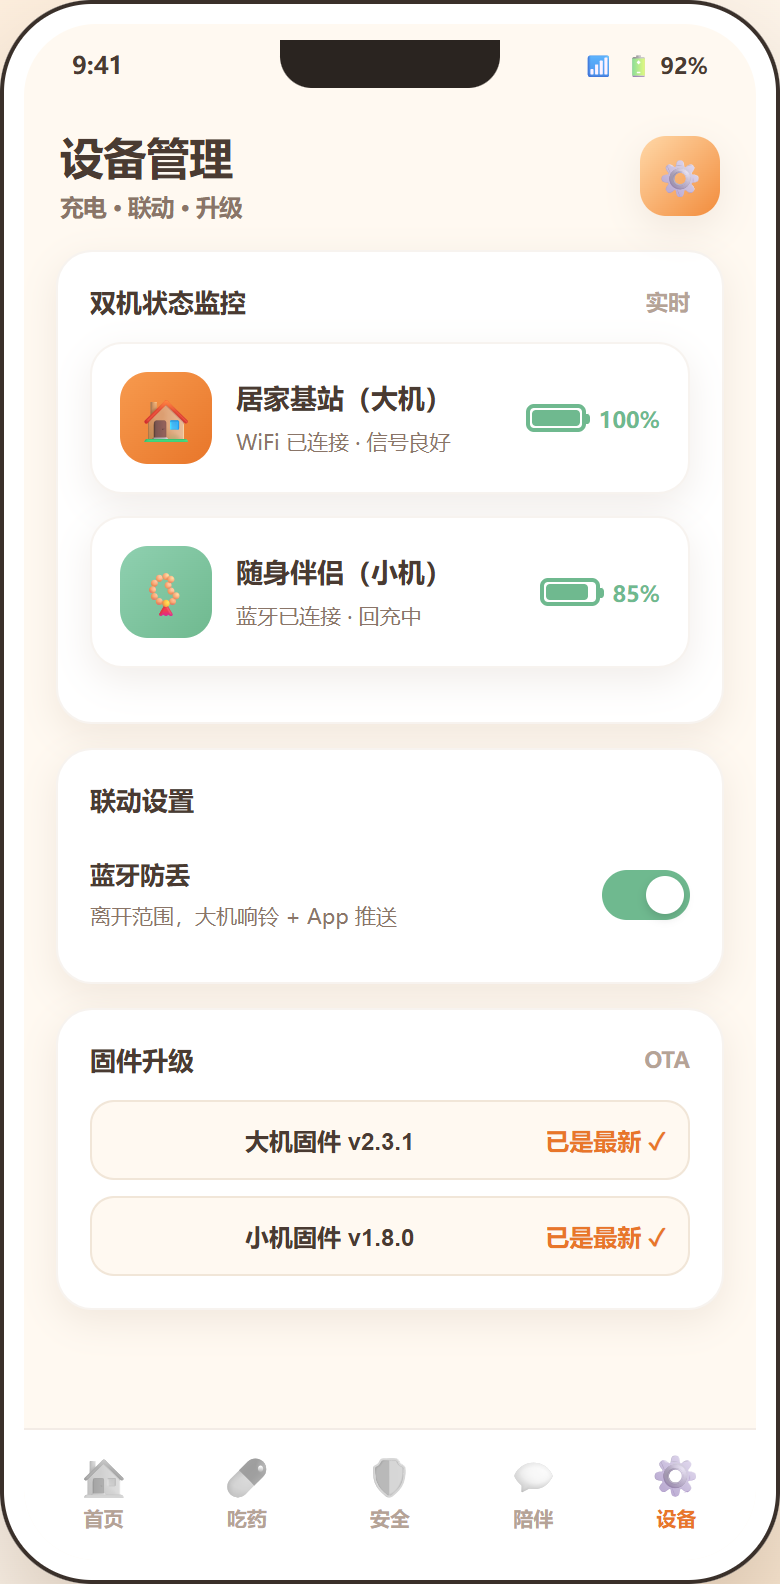 9:41
92%
设备管理
充电 • 联动 • 升级
双机状态监控
实时
居家基站（大机）
100%
WiFi 已连接 · 信号良好
随身伴侣（小机）
85%
蓝牙已连接 · 回充中
联动设置
蓝牙防丢
离开范围，大机响铃 + App 推送
固件升级
OTA
大机固件 v2.3.1
已是最新 ✓
小机固件 v1.8.0
已是最新 ✓
首页
吃药
安全
陪伴
设备